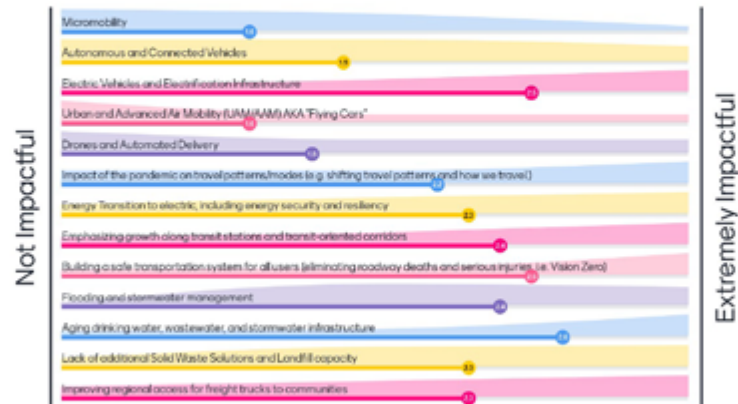 Micromobility
Autonomous and Connected Vehicles
Electric Vehicles and Electrification Infrastructure
Urban and Advanced Air Mobility (UAM/AAM) AKA "Flying Cars"
Drones and Automated Delivery
Impact of the pandemic on travel patterns/modes (e.g. shifting travel patterns and how we travel)
Energy Transition to electric, including energy security and resiliency
Emphasizing growth along transit stations and transit-oriented corridors
Building a safe transportation system for all users (eliminating roadway deaths and serious injuries, i.e. Vision Zero)
Flooding and stormwater management
Aging drinking water, wastewater, and stormwater infrastructure
Lack of additional Solid Waste Solutions and Landfill capacity
Improving regional access for freight trucks to communities
Not Impactful
Extremely Impactful